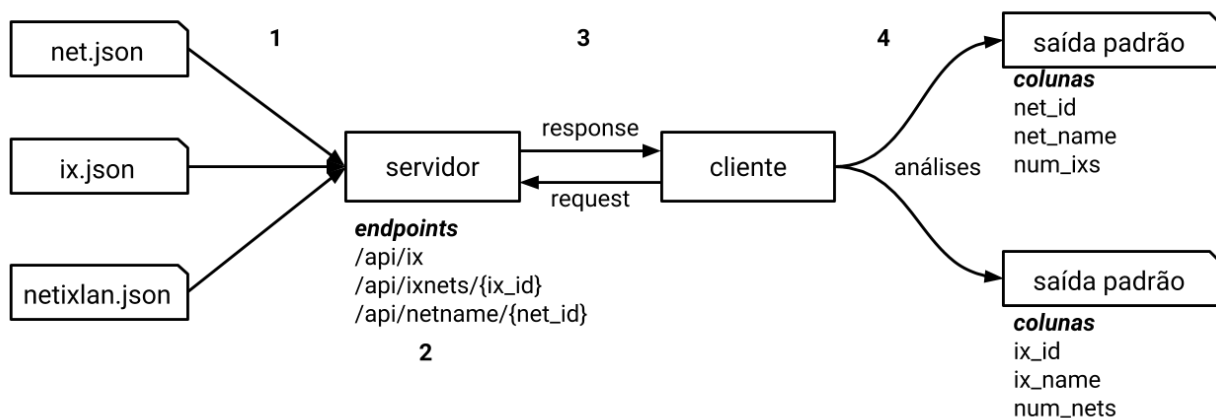 net.json
1
3
4
saída padrão
colunas
net_id
net_name
num_ixs
ix.json
servidor
response
request
cliente
análises
endpoints
/api/ix
/api/ixnets/{ix_id}
/api/netname/{net_id}
2
netixlan.json
saída padrão
colunas
ix_id
ix_name
num_nets